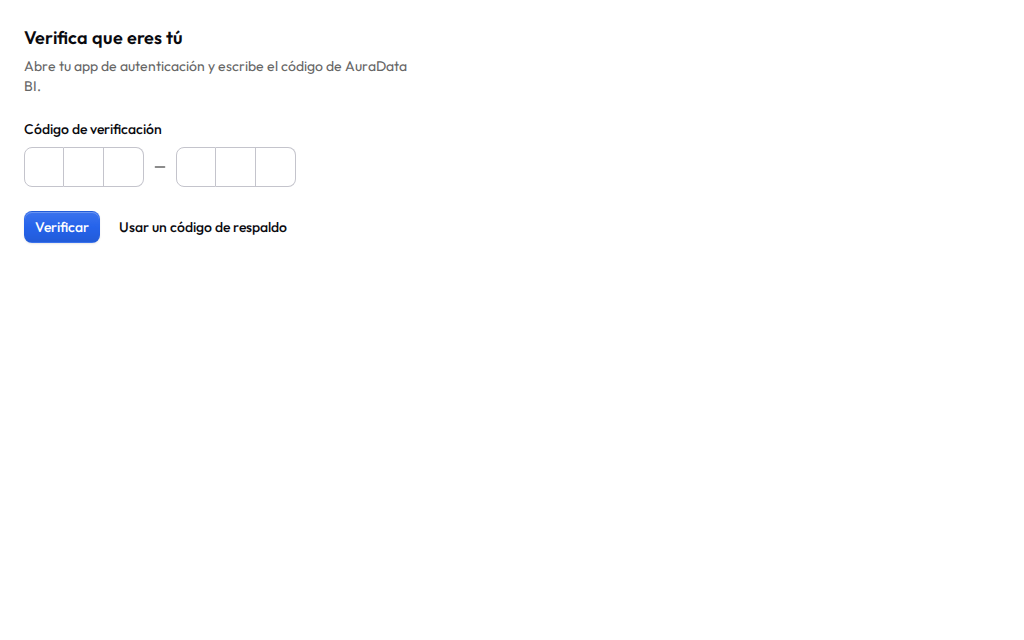 Verifica que eres tú
Abre tu app de autenticación y escribe el código de AuraData
BI.
Código de verificación
–
Verificar
Usar un código de respaldo